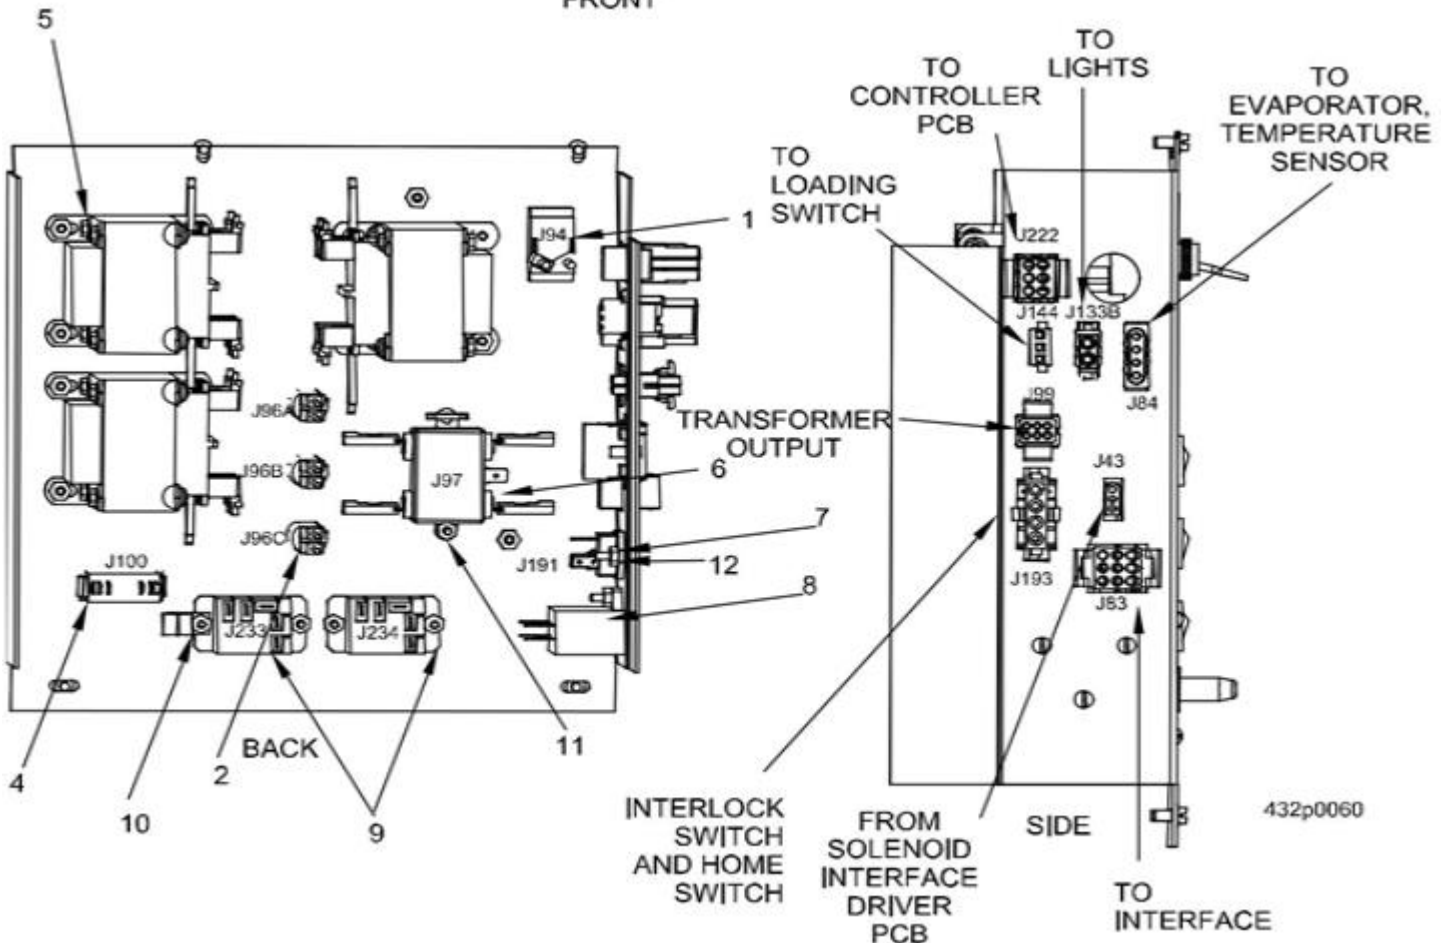 FRONT
5
TO
LIGHTS
TO
CONTROLLER
PCB
TO
EVAPORATOR,
TEMPERATURE
SENSOR
TO
LOADING
SWITCH
1
J94
J222
J144
J133B
J84
J99
TRANSFORMER
OUTPUT
J96A
J96B
J96C
J97
6
J43
7
J191
12
J100
8
J193
J83
J233
J234
BACK
11
4
2
10
9
INTERLOCK
SWITCH
AND HOME
SWITCH
FROM
SOLENOID
INTERFACE
DRIVER
PCB
SIDE
432p0060
TO
INTERFACE